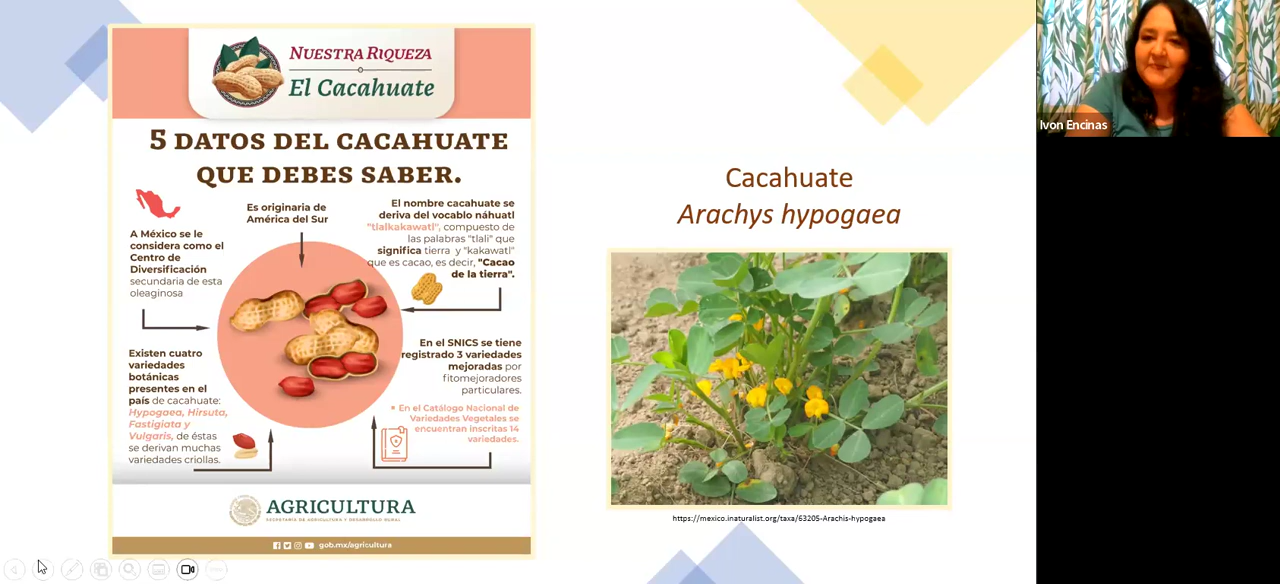 NUESTRA RIQUEZA
El Cacahuate
5 DATOS DEL CACAHUATE
QUE DEBES SABER.
A México se le
considera como el
Centro de
Diversificación
secundaria de esta
oleaginosa
Es originaria de
América del Sur
El nombre cacahuate se
deriva del vocablo náhuatl
"tlalkakawatl", compuesto de
las palabras "tlali" que
significa tierra y "kakawatl"
que es cacao, es decir, "Cacao
de la tierra".
Existen cuatro
variedades
botánicas
presentes en el
país de cacahuate:
Hypogaea, Hirsuta,
Fastigiata y
Vulgaris, de éstas
se derivan muchas
variedades criollas.
En el SNICS se tiene
registrado 3 variedades
mejoradas por
fitomejoradores
particulares.
* En el Catálogo Nacional de
Variedades Vegetales se
encuentran inscritas 14
variedades.
AGRICULTURA
SECRETARÍA DE AGRICULTURA Y DESARROLLO RURAL
gob.mx/agricultura
Cacahuate
Arachys hypogaea
https://mexico.inaturalist.org/taxa/63205-Arachis-hypogaea
Ivon Encinas